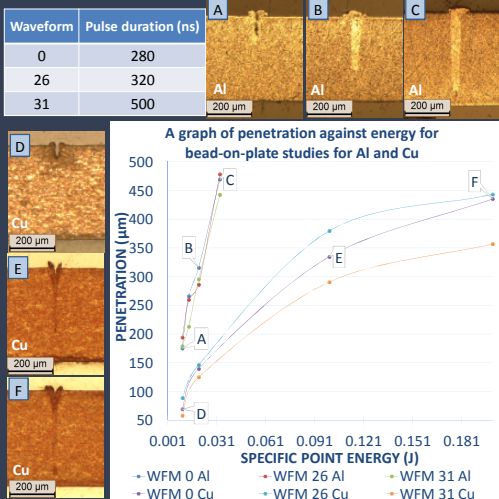 Waveform Pulse duration (ns)
0 280
26 320
31 500
A
Al
200 μm
B
Al
200 μm
C
Al
200 μm
D
Cu
200 μm
E
Cu
200 μm
F
Cu
200 μm
A graph of penetration against energy for
bead-on-plate studies for Al and Cu
PENETRATION (μm)
500
450
400
350
300
250
200
150
100
50
0.001 0.031 0.061 0.091 0.121 0.151 0.181
SPECIFIC POINT ENERGY (J)
A
B
C
D
E
F
WFM 0 Al WFM 26 Al WFM 31 Al
WFM 0 Cu WFM 26 Cu WFM 31 Cu